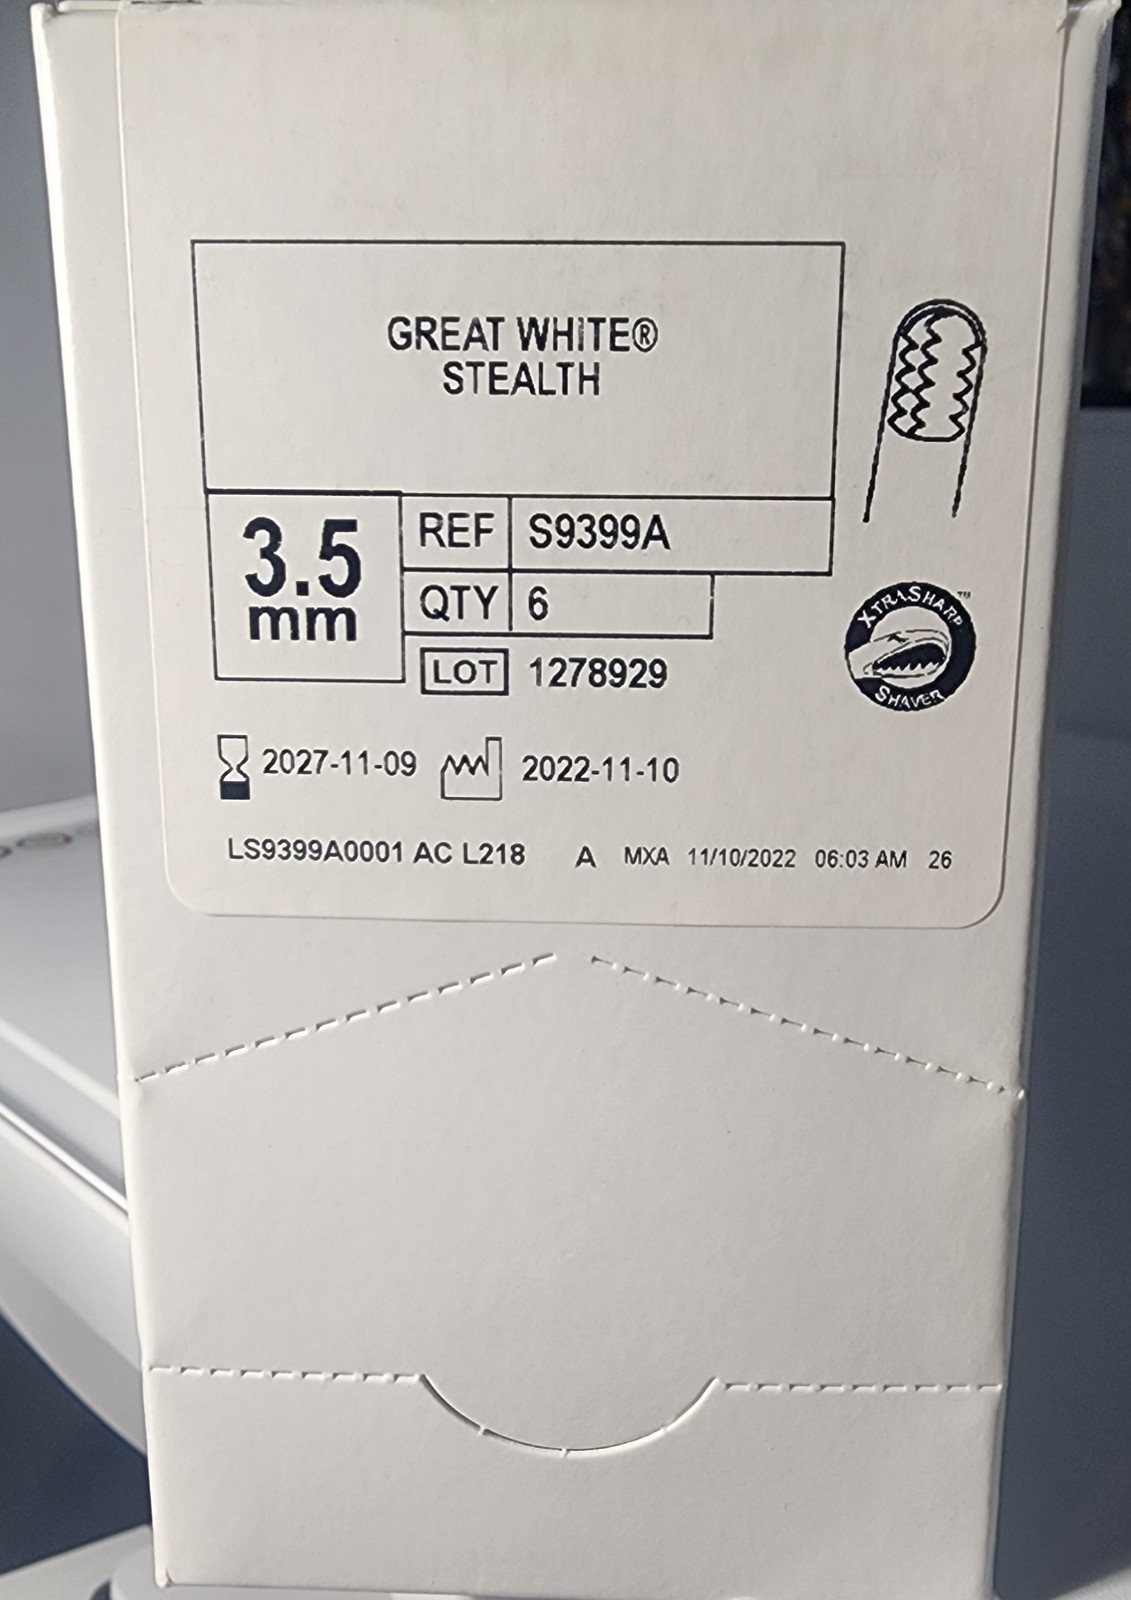 GREAT WHITE®
STEALTH
3.5
mm
REF S9399A
QTY 6
LOT 1278929
XTRASHARP™
SHAVER
2027-11-09 2022-11-10
LS9399A0001 AC L218 A MXA 11/10/2022 06:03 AM 26